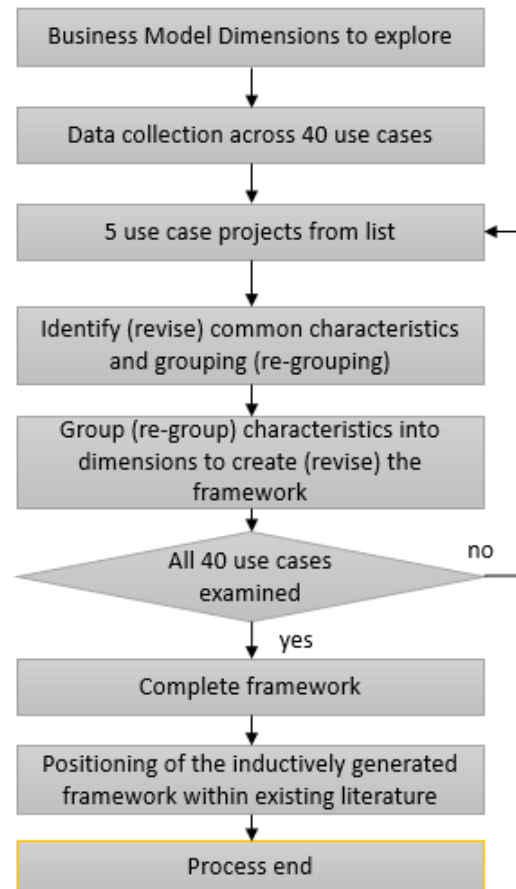 Business Model Dimensions to explore
Data collection across 40 use cases
5 use case projects from list
Identify (revise) common characteristics
and grouping (re-grouping)
Group (re-group) characteristics into
dimensions to create (revise) the
framework
All 40 use cases
examined
no
yes
Complete framework
Positioning of the inductively generated
framework within existing literature
Process end